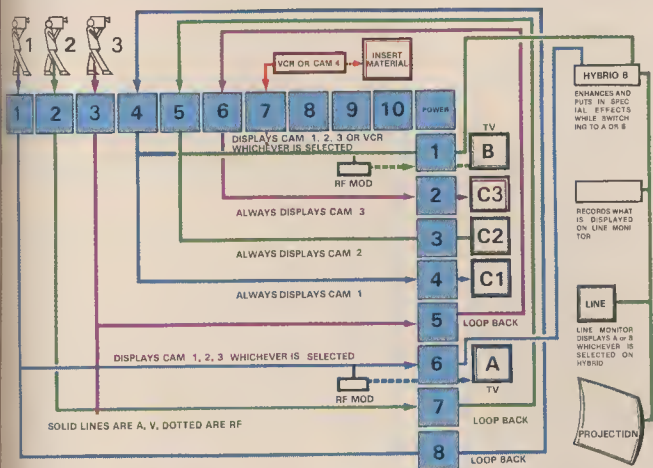 1 2 3
VCR OR CAM 4
INSERT
MATERIAL
1 2 3 4 5 6 7 8 9 10 POWER
HYBRIO 8
ENHANCES AND
PUTS IN SPEC
IAL EFFECTS
WHILE SWITCH
ING TO A OR B
DISPLAYS CAM 1, 2, 3 OR VCR
WHICHEVER IS SELECTED
1
TV
B
RF MOD
2
C3
ALWAYS DISPLAYS CAM 3
RECORDS WHAT
IS DISPLAYED
ON LINE MONI
TOR
3
C2
ALWAYS DISPLAYS CAM 2
4
C1
ALWAYS DISPLAYS CAM 1
LINE
5
LOOP BACK
LINE MONITOR
DISPLAYS A or B
WHICHEVER IS
SELECTED ON
HYBRID
DISPLAYS CAM 1, 2, 3 WHICHEVER IS SELECTED
6
A
TV
RF MOD
7
LOOP BACK
SOLID LINES ARE A, V, DOTTED ARE RF
PROJECTION
8
LOOP BACK